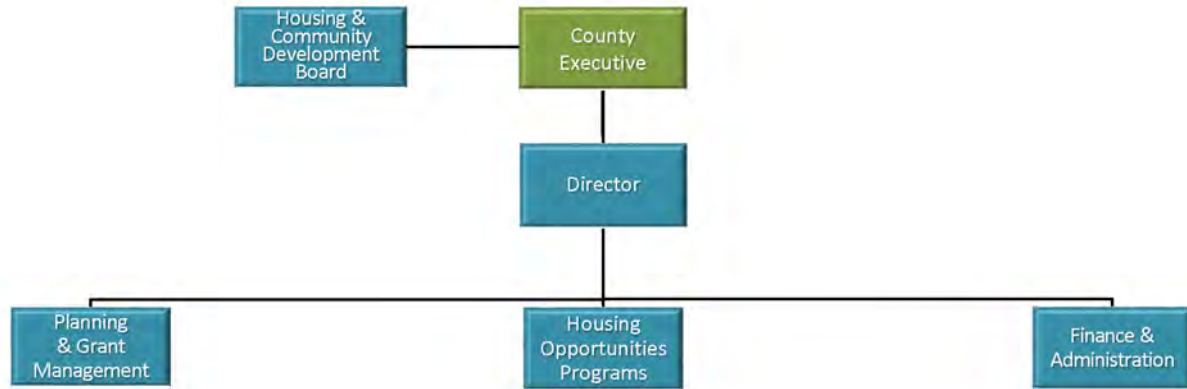 Housing &
Community
Development
Board
County
Executive
Director
Planning
& Grant
Management
Housing
Opportunities
Programs
Finance &
Administration